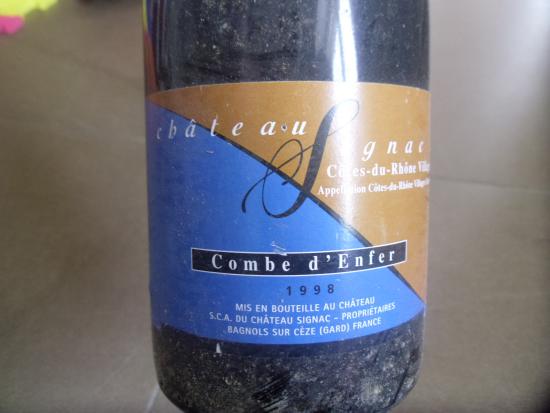 château Signac
Côtes-du-Rhône Villag
Appellation Côtes-du-Rhône Villages
Combe d'Enfer
1998
MIS EN BOUTEILLE AU CHÂTEAU
S.C.A. DU CHÂTEAU SIGNAC – PROPRIÉTAIRES
BAGNOLS SUR CÈZE (GARD) FRANCE